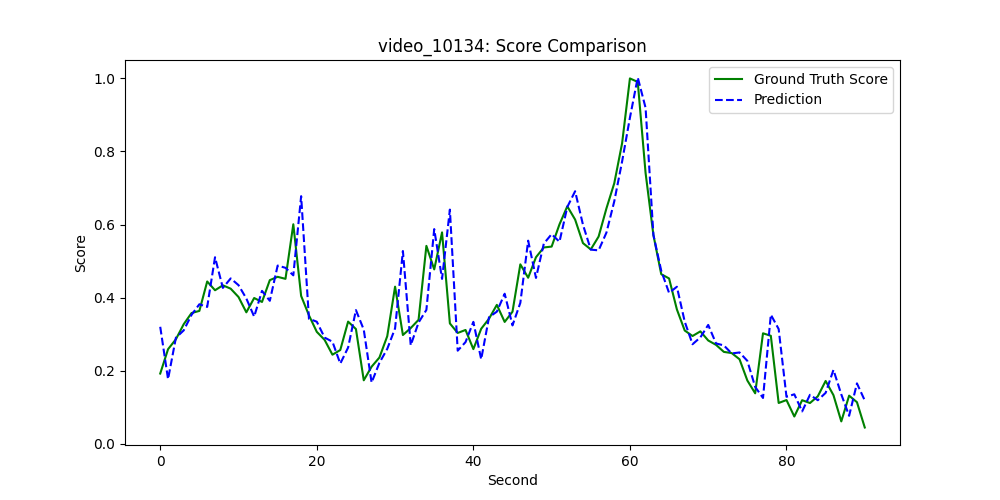 video_10134: Score Comparison
Ground Truth Score
Prediction
Score
1.0
0.8
0.6
0.4
0.2
0.0
0 20 40 60 80
Second